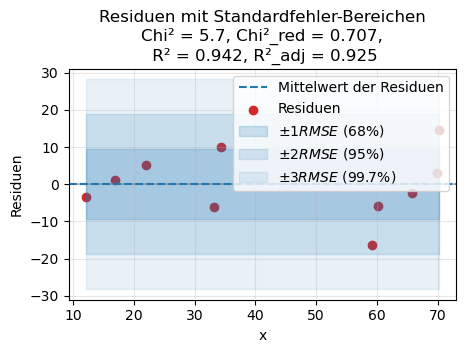 Residuen mit Standardfehler-Bereichen
Chi² = 5.7, Chi²_red = 0.707,
R² = 0.942, R²_adj = 0.925
Mittelwert der Residuen
Residuen
±1RMSE (68%)
±2RMSE (95%)
±3RMSE (99.7%)
Residuen
30
20
10
0
−10
−20
−30
10 20 30 40 50 60 70
x